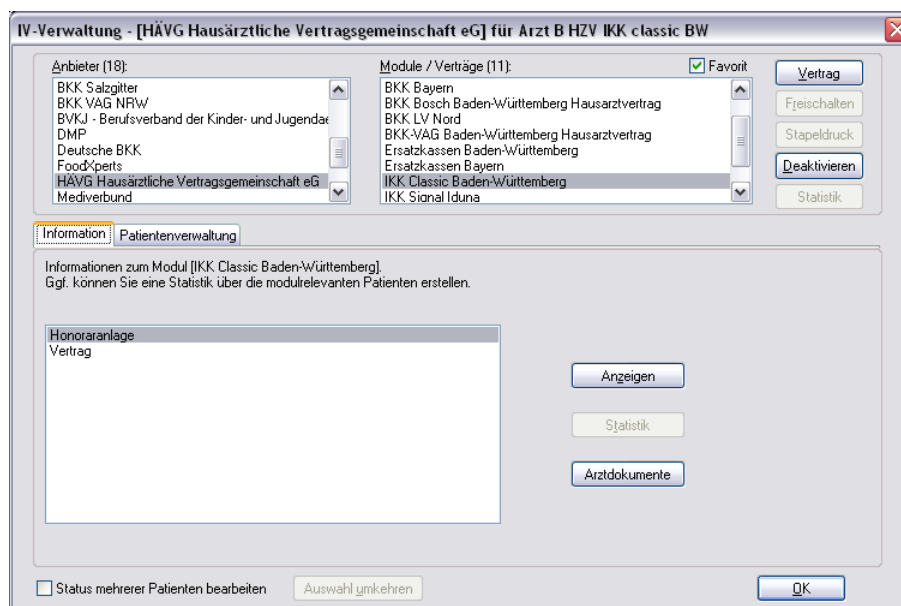 IV-Verwaltung - [HÄVG Hausärztliche Vertragsgemeinschaft eG] für Arzt B HZV IKK classic BW
Anbieter (18):
BKK Salzgitter
BKK VAG NRW
BVKJ - Berufsverband der Kinder- und Jugendae
DMP
Deutsche BKK
FoodXperts
HÄVG Hausärztliche Vertragsgemeinschaft eG
Mediverbund
Module / Verträge (11):
Favorit
BKK Bayern
BKK Bosch Baden-Württemberg Hausarztvertrag
BKK LV Nord
BKK-VAG Baden-Württemberg Hausarztvertrag
Ersatzkassen Baden-Württemberg
Ersatzkassen Bayern
IKK Classic Baden-Württemberg
IKK Signal Iduna
Vertrag
Freischalten
Stapeldruck
Deaktivieren
Statistik
Information
Patientenverwaltung
Informationen zum Modul [IKK Classic Baden-Württemberg].
Ggf. können Sie eine Statistik über die modulrelevanten Patienten erstellen.
Honoraranlage
Vertrag
Anzeigen
Statistik
Arztdokumente
Status mehrerer Patienten bearbeiten
Auswahl umkehren
OK